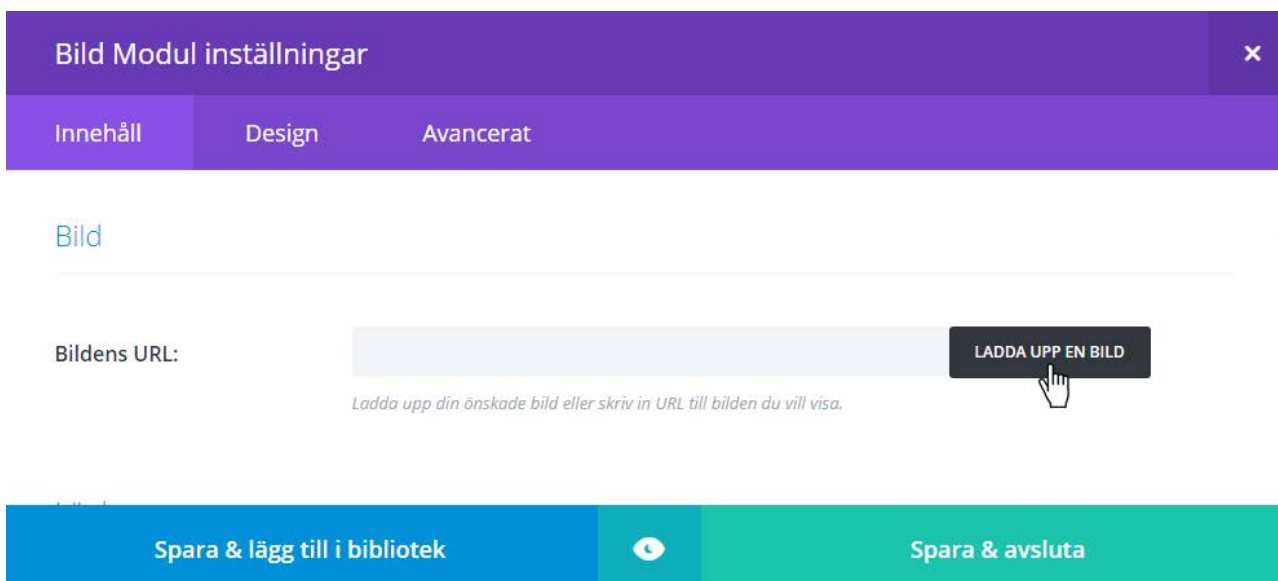 Bild Modul inställningar
Innehåll Design Avancerat
Bild
Bildens URL: LADDA UPP EN BILD
Ladda upp din önskade bild eller skriv in URL till bilden du vill visa.
Spara & lägg till i bibliotek Spara & avsluta